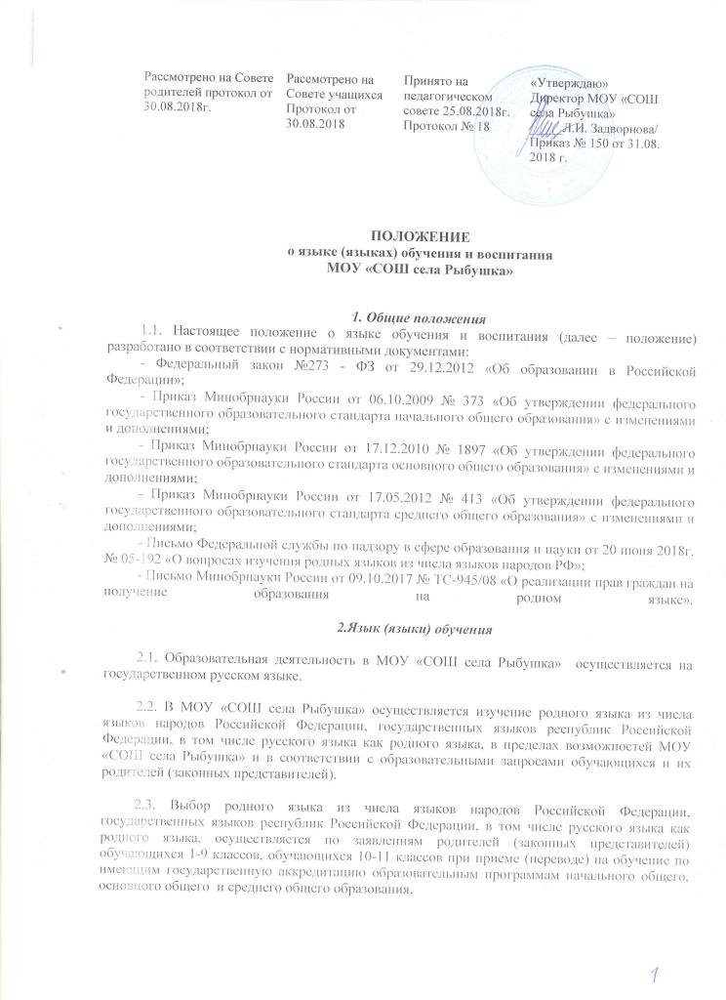 Рассмотрено на Совете
родителей протокол от
30.08.2018г.
Рассмотрено на
Совете учащихся
Протокол от
30.08.2018
Принято на
педагогическом
совете 25.08.2018г.
Протокол № 18
«Утверждаю»
Директор МОУ «СОШ
села Рыбушка»
Л.И. Задворнова/
Приказ № 150 от 31.08.
2018 г.
ПОЛОЖЕНИЕ
о языке (языках) обучения и воспитания
МОУ «СОШ села Рыбушка»
1. Общие положения
1.1. Настоящее положение о языке обучения и воспитания (далее – положение)
разработано в соответствии с нормативными документами:
- Федеральный закон №273 - ФЗ от 29.12.2012 «Об образовании в Российской
Федерации»;
- Приказ Минобрнауки России от 06.10.2009 № 373 «Об утверждении федерального
государственного образовательного стандарта начального общего образования» с изменениями
и дополнениями;
- Приказ Минобрнауки России от 17.12.2010 № 1897 «Об утверждении федерального
государственного образовательного стандарта основного общего образования» с изменениями и
дополнениями;
- Приказ Минобрнауки России от 17.05.2012 № 413 «Об утверждении федерального
государственного образовательного стандарта среднего общего образования» с изменениями и
дополнениями;
- Письмо Федеральной службы по надзору в сфере образования и науки от 20 июня 2018г.
№ 05-192 «О вопросах изучения родных языков из числа языков народов РФ»;
- Письмо Минобрнауки России от 09.10.2017 № ТС-945/08 «О реализации прав граждан на
получение образования на родном языке».
2.Язык (языки) обучения
2.1. Образовательная деятельность в МОУ «СОШ села Рыбушка» осуществляется на
государственном русском языке.
2.2. В МОУ «СОШ села Рыбушка» осуществляется изучение родного языка из числа
языков народов Российской Федерации, государственных языков республик Российской
Федерации, в том числе русского языка как родного языка, в пределах возможностей МОУ
«СОШ села Рыбушка» и в соответствии с образовательными запросами обучающихся и их
родителей (законных представителей).
2.3. Выбор родного языка из числа языков народов Российской Федерации,
государственных языков республик Российской Федерации, в том числе русского языка как
родного языка, осуществляется по заявлениям родителей (законных представителей)
обучающихся 1-9 классов, обучающихся 10-11 классов при приеме (переводе) на обучение по
имеющим государственную аккредитацию образовательным программам начального общего,
основного общего и среднего общего образования.
1